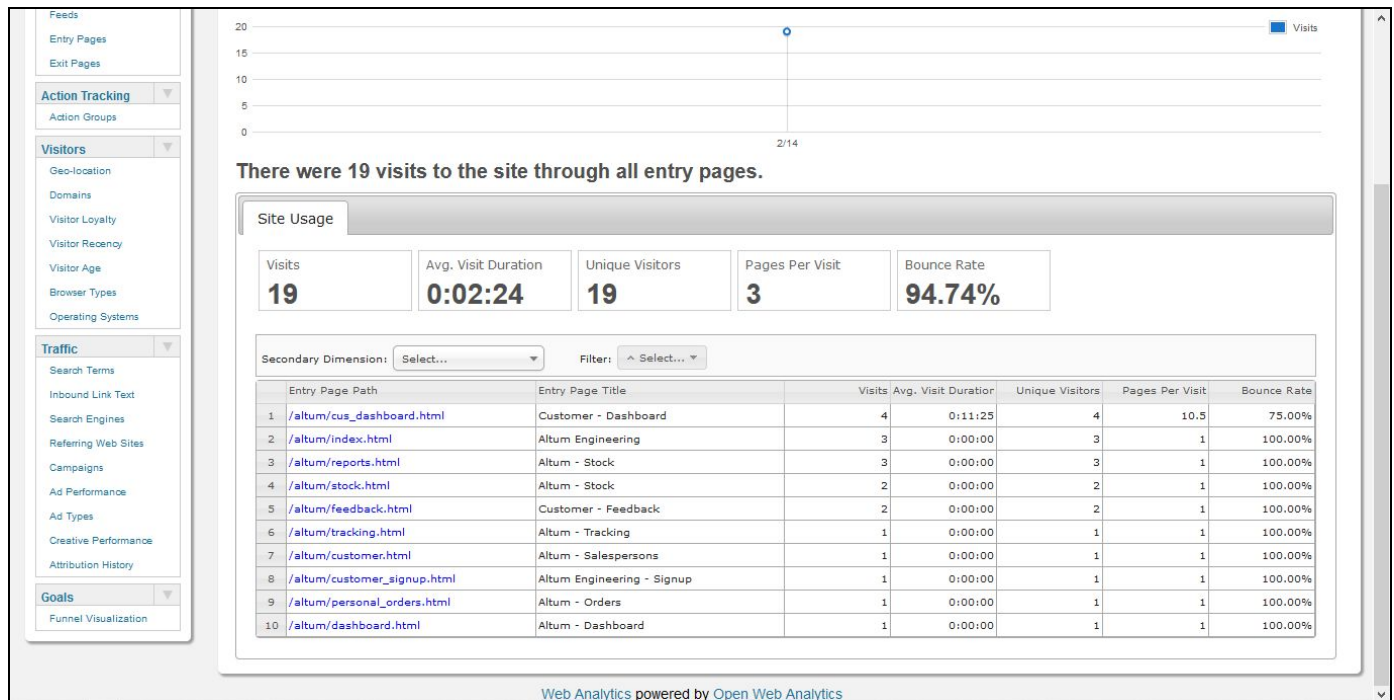 Feeds
Entry Pages
Exit Pages
Action Tracking
Action Groups
Visitors
Geo-location
Domains
Visitor Loyalty
Visitor Recency
Visitor Age
Browser Types
Operating Systems
Traffic
Search Terms
Inbound Link Text
Search Engines
Referring Web Sites
Campaigns
Ad Performance
Ad Types
Creative Performance
Attribution History
Goals
Funnel Visualization
20
15
10
5
0
2/14
Visits
There were 19 visits to the site through all entry pages.
Site Usage
Visits
19
Avg. Visit Duration
0:02:24
Unique Visitors
19
Pages Per Visit
3
Bounce Rate
94.74%
Secondary Dimension: Select... Filter: ^ Select...
Entry Page Path Entry Page Title Visits Avg. Visit Duration Unique Visitors Pages Per Visit Bounce Rate
1 /altum/cus_dashboard.html Customer - Dashboard 4 0:11:25 4 10.5 75.00%
2 /altum/index.html Altum Engineering 3 0:00:00 3 1 100.00%
3 /altum/reports.html Altum - Stock 3 0:00:00 3 1 100.00%
4 /altum/stock.html Altum - Stock 2 0:00:00 2 1 100.00%
5 /altum/feedback.html Customer - Feedback 2 0:00:00 2 1 100.00%
6 /altum/tracking.html Altum - Tracking 1 0:00:00 1 1 100.00%
7 /altum/customer.html Altum - Salespersons 1 0:00:00 1 1 100.00%
8 /altum/customer_signup.html Altum Engineering - Signup 1 0:00:00 1 1 100.00%
9 /altum/personal_orders.html Altum - Orders 1 0:00:00 1 1 100.00%
10 /altum/dashboard.html Altum - Dashboard 1 0:00:00 1 1 100.00%
Web Analytics powered by Open Web Analytics